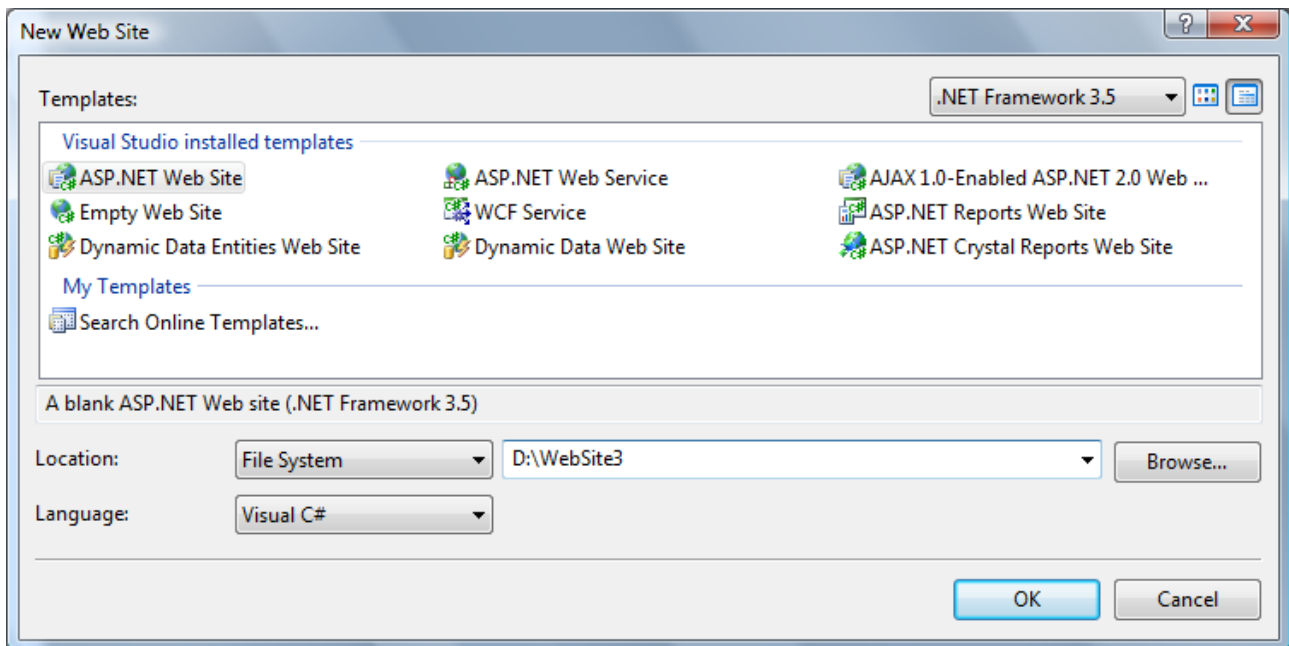 New Web Site
Templates:
.NET Framework 3.5
Visual Studio installed templates
ASP.NET Web Site
ASP.NET Web Service
AJAX 1.0-Enabled ASP.NET 2.0 Web ...
Empty Web Site
WCF Service
ASP.NET Reports Web Site
Dynamic Data Entities Web Site
Dynamic Data Web Site
ASP.NET Crystal Reports Web Site
My Templates
Search Online Templates...
A blank ASP.NET Web site (.NET Framework 3.5)
Location:
File System
D:\WebSite3
Browse...
Language:
Visual C#
OK
Cancel